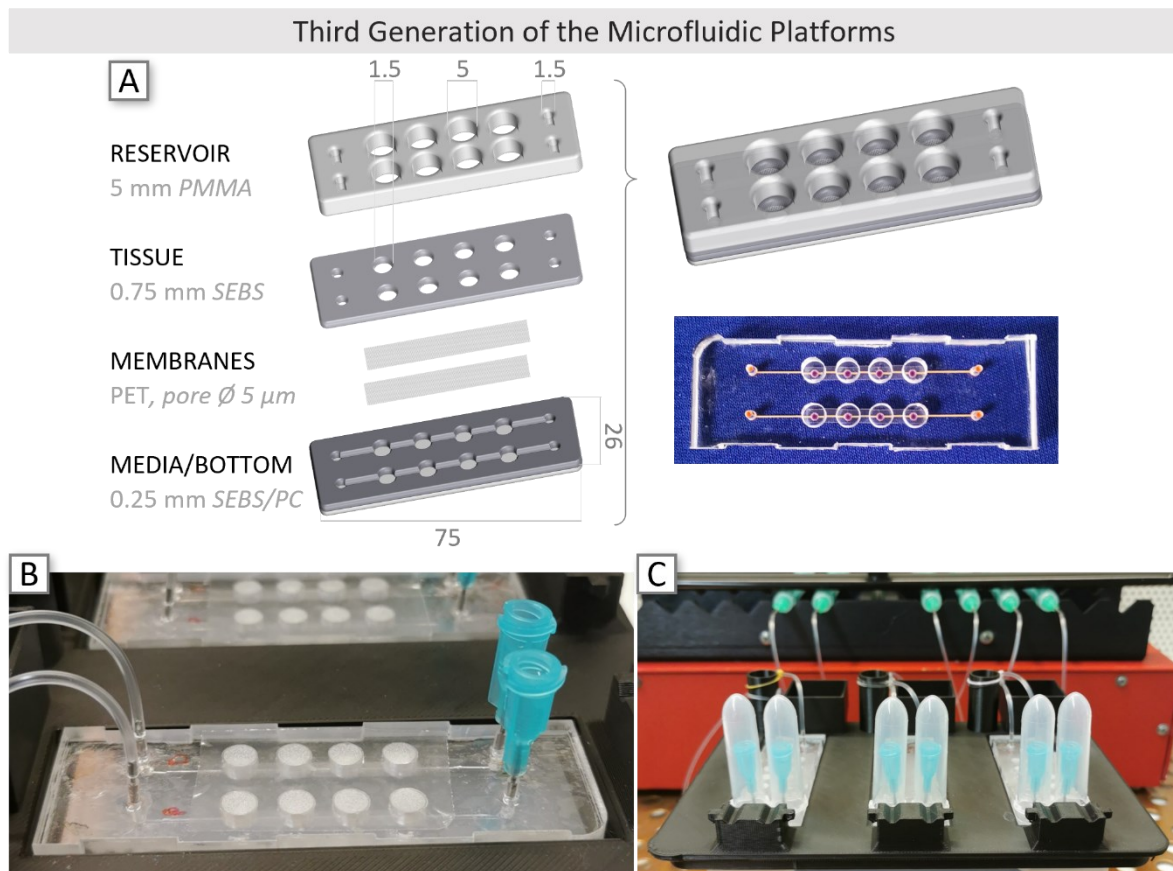 Third Generation of the Microfluidic Platforms
A
1.5 5 1.5
RESERVOIR
5 mm PMMA
TISSUE
0.75 mm SEBS
MEMBRANES
PET, pore Ø 5 µm
MEDIA/BOTTOM
0.25 mm SEBS/PC
26
75
B
C